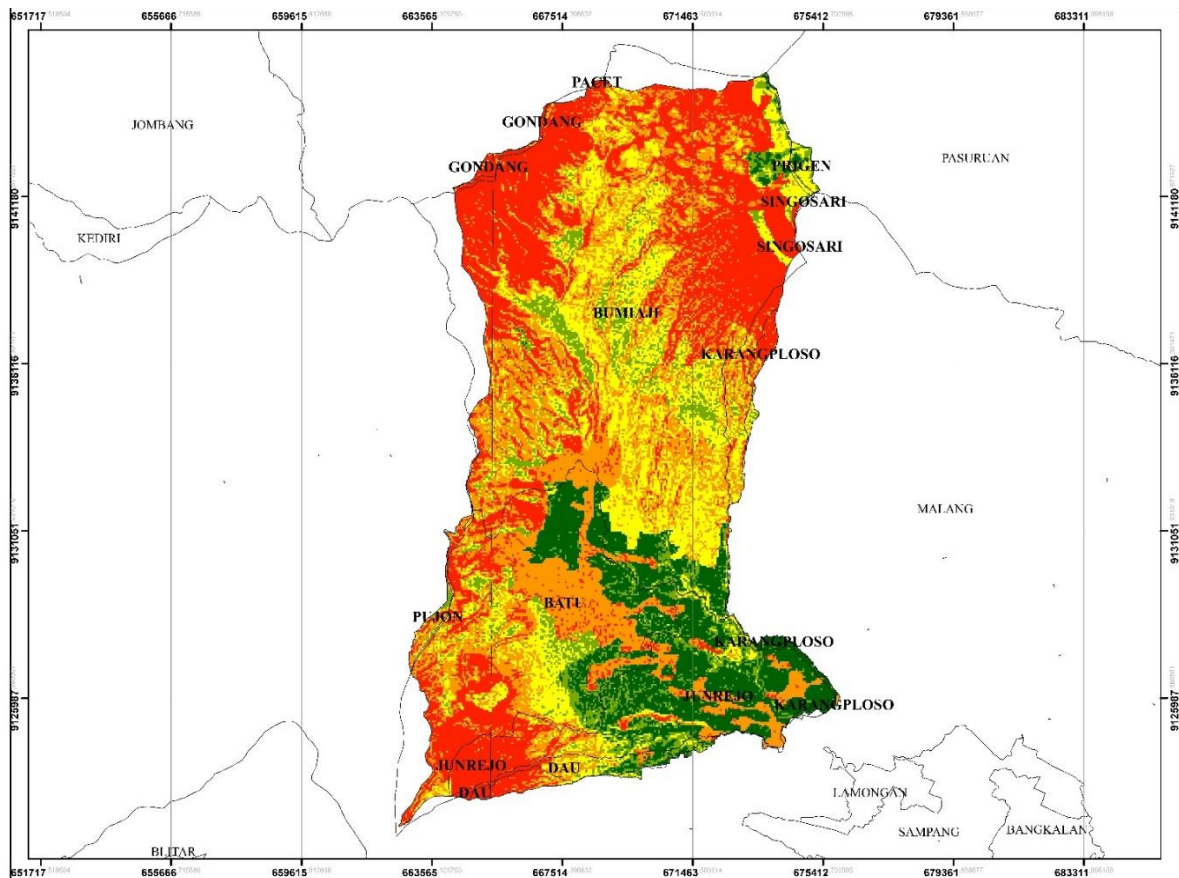 651717 655666 659615 663565 667514 671463 675412 679361 683311
PACET
GONDANG
JOMBANG
PASURUAN
GONDANG
PRIGEN
9141180
9141180
SINGOSARI
KEDIRI
SINGOSARI
BUMIAJI
KARANGPLOSO
9136116
9136116
MALANG
9131051
9131051
BATU
PUJON
KARANGPLOSO
JUNREJO
9125987
9125987
KARANGPLOSO
JUNREJO
DAU
DAU
LAMONGAN
SAMPANG
BANGKALAN
BLITAR
651717 655666 659615 663565 667514 671463 675412 679361 683311